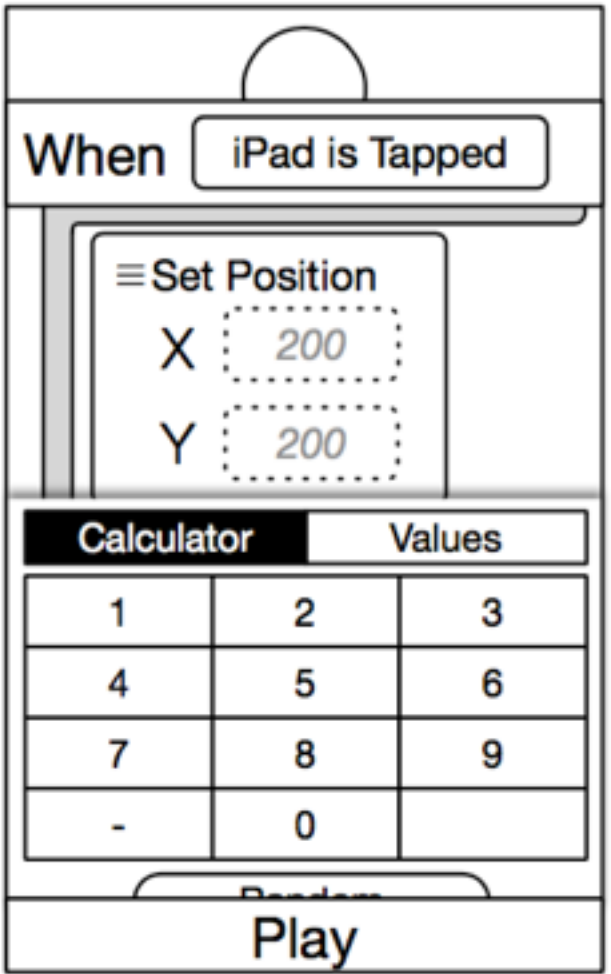 When iPad is Tapped
Set Position
X 200
Y 200
Calculator Values
1 2 3
4 5 6
7 8 9
- 0
Random
Play